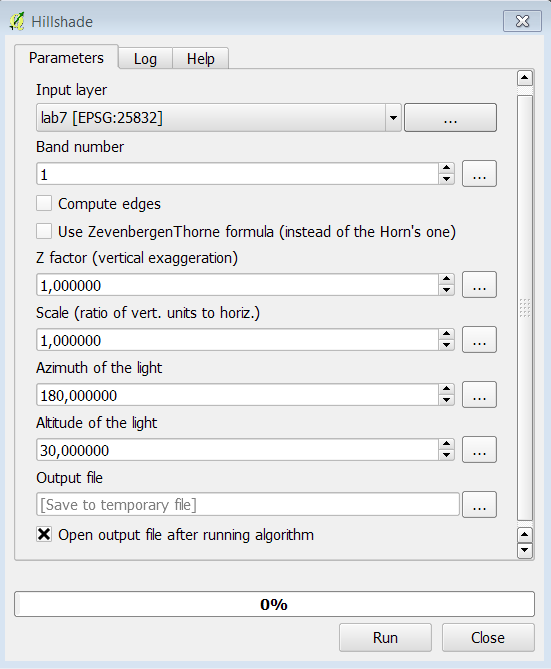 Hillshade
Parameters Log Help
Input layer
lab7 [EPSG:25832] ...
Band number
1 ...
Compute edges
Use ZevenbergenThorne formula (instead of the Horn's one)
Z factor (vertical exaggeration)
1,000000 ...
Scale (ratio of vert. units to horiz.)
1,000000 ...
Azimuth of the light
180,000000 ...
Altitude of the light
30,000000 ...
Output file
[Save to temporary file] ...
Open output file after running algorithm
0%
Run Close